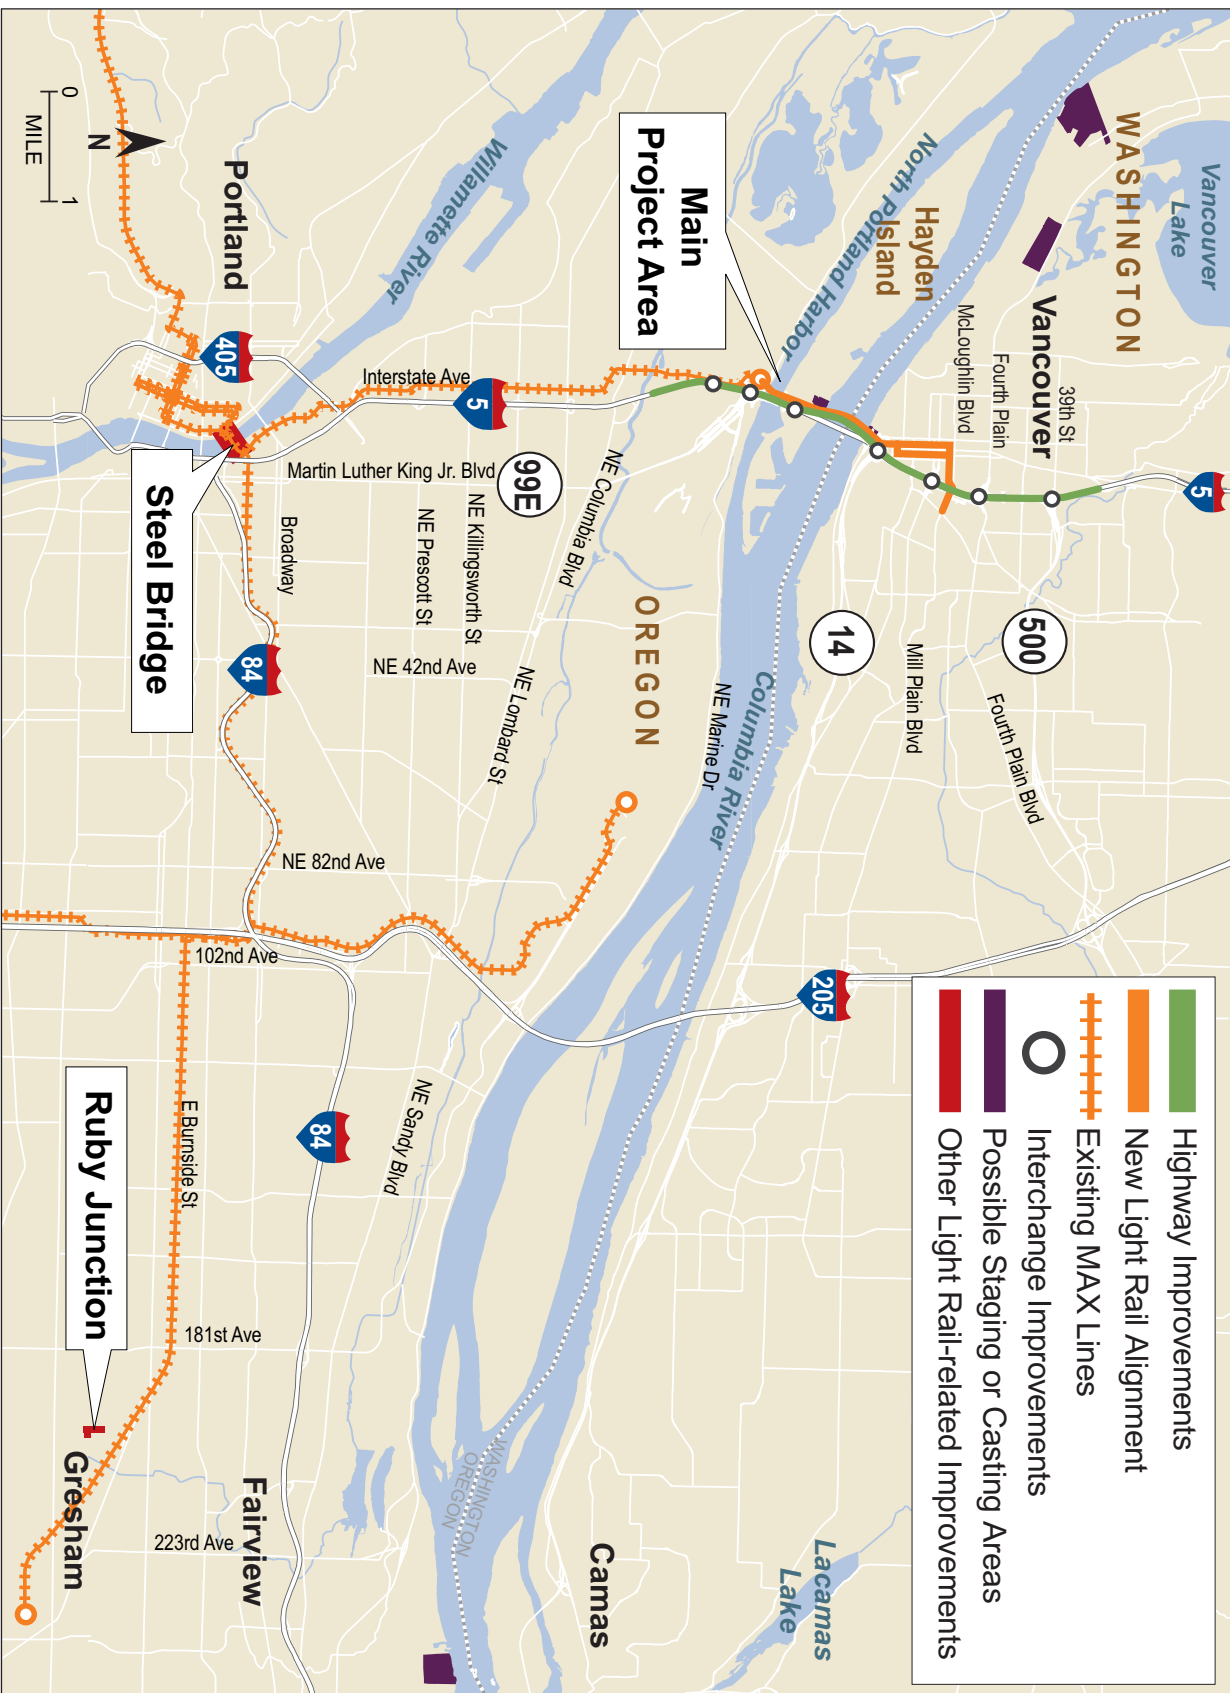 Vancouver
Lake
WASHINGTON
Vancouver
39th St
Fourth Plain
McLoughlin Blvd
Hayden
Island
North Portland Harbor
5
500
14
Mill Plain Blvd
Fourth Plain Blvd
Columbia River
NE Marine Dr
205
Main
Project Area
Willamette River
Portland
N
0
1
MILE
405
Interstate Ave
5
Martin Luther King Jr. Blvd
99E
NE Columbia Blvd
NE Killingsworth St
NE Prescott St
Broadway
NE 42nd Ave
NE Lombard St
OREGON
Steel Bridge
84
NE 82nd Ave
102nd Ave
NE Sandy Blvd
84
E Burnside St
Ruby Junction
181st Ave
Gresham
223rd Ave
Fairview
WASHINGTON
OREGON
Camas
Lacamas
Lake
Highway Improvements
New Light Rail Alignment
Existing MAX Lines
Interchange Improvements
Possible Staging or Casting Areas
Other Light Rail-related Improvements